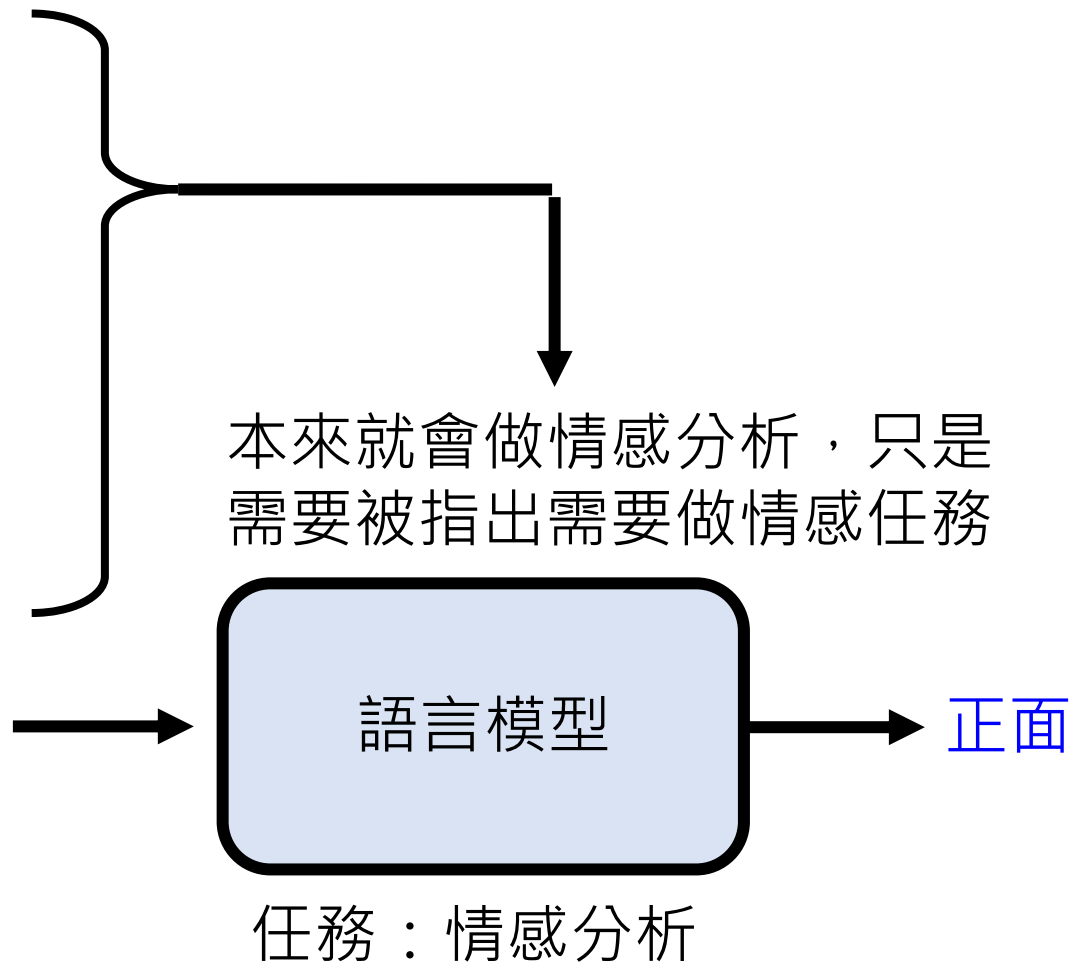 本來就會做情感分析，只是
需要被指出需要做情感任務
語言模型
正面
任務：情感分析